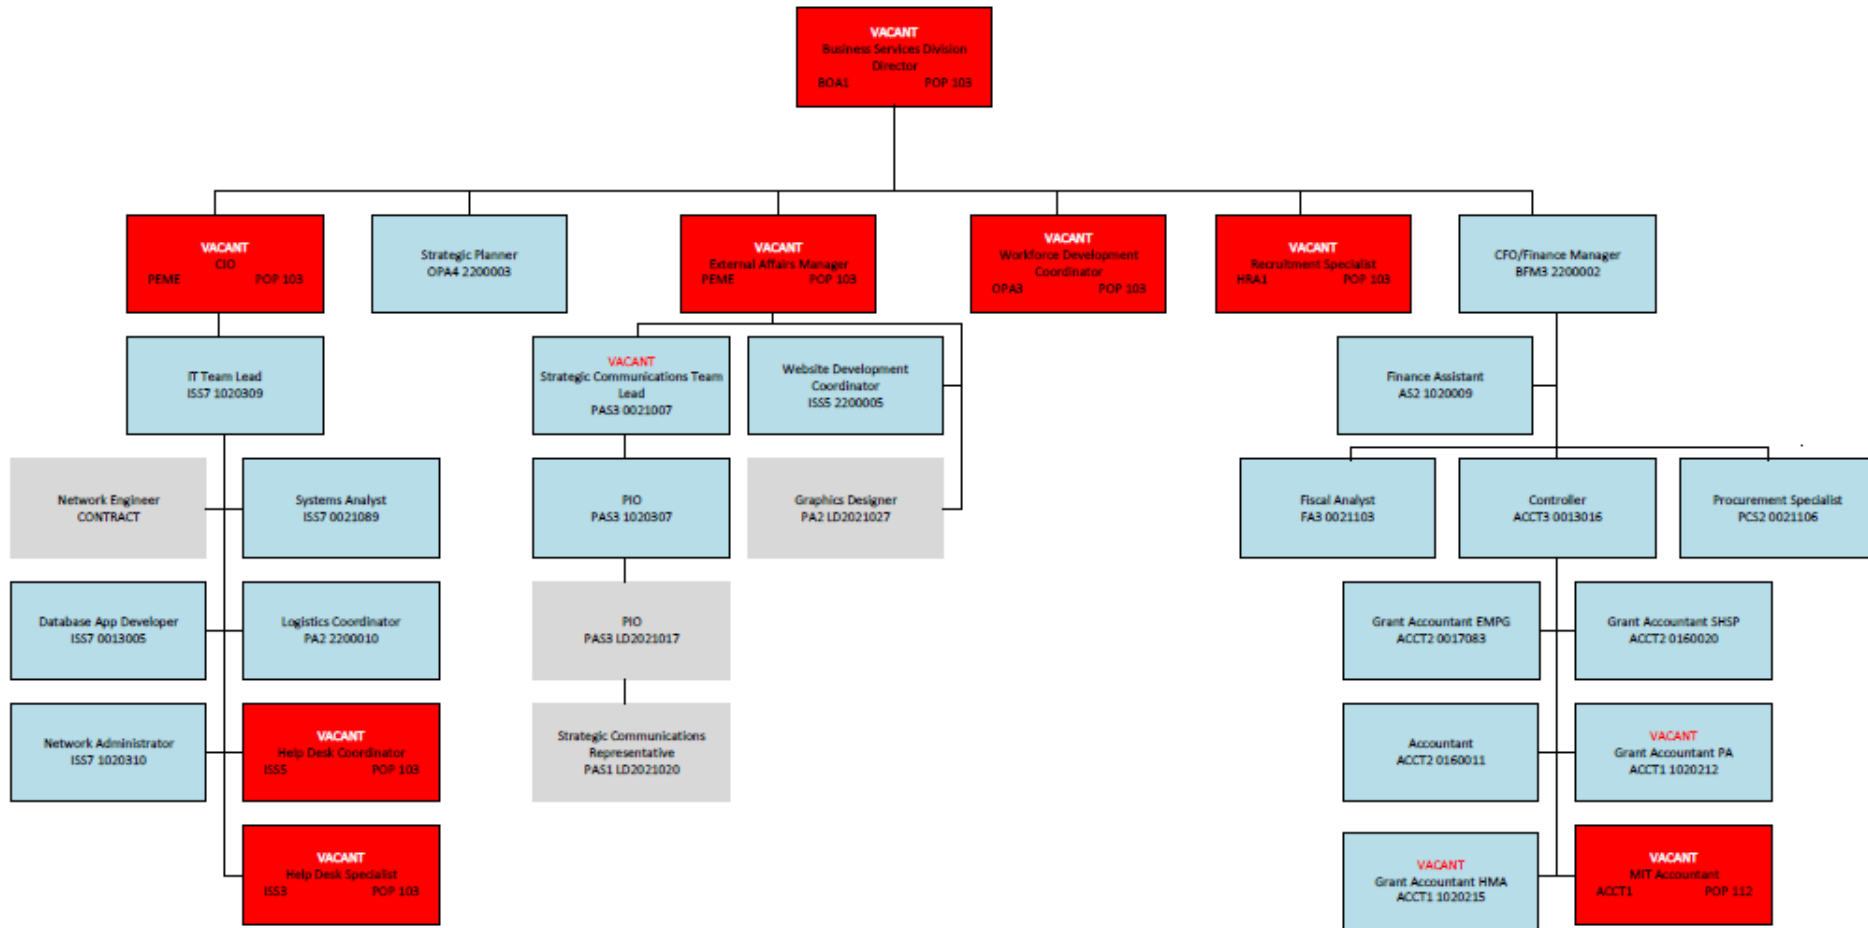 VACANT
Business Services Division
Director
BOA1 POP 103
VACANT
CIO
PEME POP 103
Strategic Planner
OPA4 2200003
VACANT
External Affairs Manager
PEME POP 103
VACANT
Workforce Development
Coordinator
OPA3 POP 103
VACANT
Recruitment Specialist
HRA1 POP 103
CFO/Finance Manager
BFM3 2200002
IT Team Lead
ISS7 1020309
VACANT
Strategic Communications Team
Lead
PAS3 0021007
Website Development
Coordinator
ISS5 2200005
Finance Assistant
AS2 1020009
Network Engineer
CONTRACT
Systems Analyst
ISS7 0021089
PIO
PAS3 1020307
Graphics Designer
PA2 LD2021027
Fiscal Analyst
FA3 0021103
Controller
ACCT3 0013016
Procurement Specialist
PCS2 0021106
Database App Developer
ISS7 0013005
Logistics Coordinator
PA2 2200010
PIO
PAS3 LD2021017
Grant Accountant EMPG
ACCT2 0017083
Grant Accountant SHSP
ACCT2 0160020
Network Administrator
ISS7 1020310
VACANT
Help Desk Coordinator
ISS5 POP 103
Strategic Communications
Representative
PAS1 LD2021020
Accountant
ACCT2 0160011
VACANT
Grant Accountant PA
ACCT1 1020212
VACANT
Help Desk Specialist
ISS3 POP 103
VACANT
Grant Accountant HMA
ACCT1 1020215
VACANT
MIT Accountant
ACCT1 POP 112